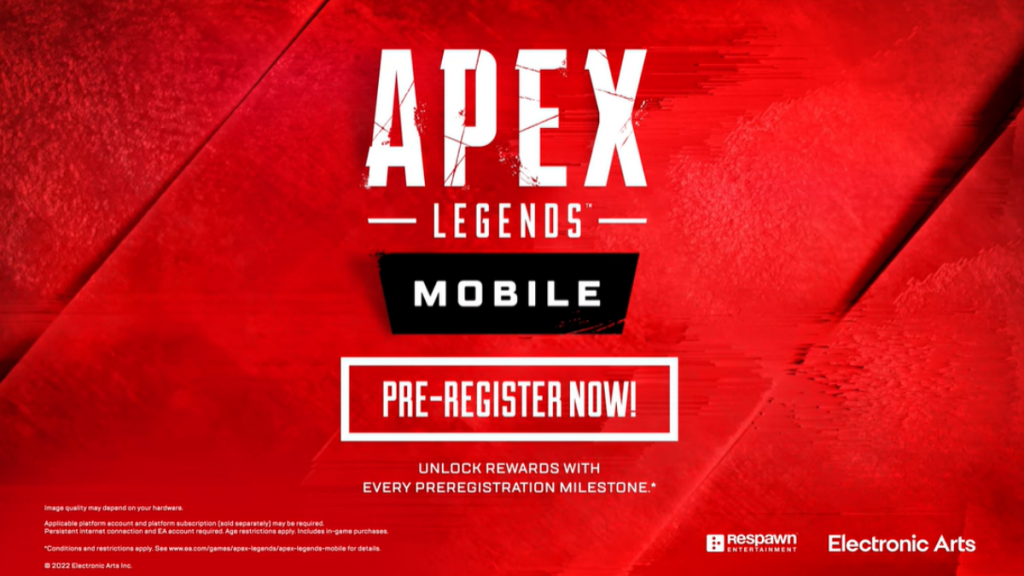 APEX
LEGENDS™
MOBILE
PRE-REGISTER NOW!
UNLOCK REWARDS WITH
EVERY PREREGISTRATION MILESTONE.*
Image quality may depend on your hardware.
Applicable platform account and platform subscription (sold separately) may be required.
Persistent internet connection and EA account required. Age restrictions apply. Includes in-game purchases.
*Conditions and restrictions apply. See www.ea.com/games/apex-legends/apex-legends-mobile for details.
© 2022 Electronic Arts Inc.
RESPAWN
ENTERTAINMENT
Electronic Arts